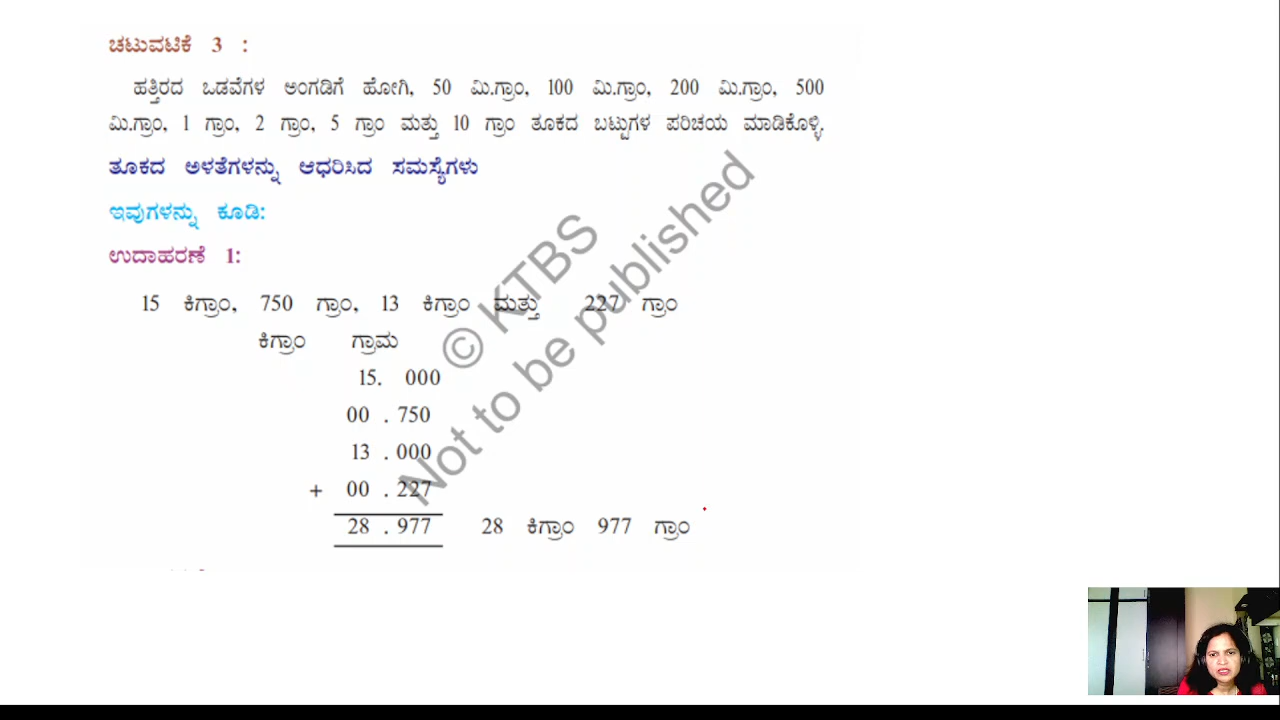 ಚಟುವಟಿಕೆ 3 :
ಹತ್ತಿರದ ಒಡವೆಗಳ ಅಂಗಡಿಗೆ ಹೋಗಿ, 50 ಮಿ.ಗ್ರಾಂ, 100 ಮಿ.ಗ್ರಾಂ, 200 ಮಿ.ಗ್ರಾಂ, 500
ಮಿ.ಗ್ರಾಂ, 1 ಗ್ರಾಂ, 2 ಗ್ರಾಂ, 5 ಗ್ರಾಂ ಮತ್ತು 10 ಗ್ರಾಂ ತೂಕದ ಬಟ್ಟುಗಳ ಪರಿಚಯ ಮಾಡಿಕೊಳ್ಳಿ.
ತೂಕದ ಅಳತೆಗಳನ್ನು ಆಧರಿಸಿದ ಸಮಸ್ಯೆಗಳು
ಇವುಗಳನ್ನು ಕೂಡಿ:
ಉದಾಹರಣೆ 1:
15 ಕಿಗ್ರಾಂ, 750 ಗ್ರಾಂ, 13 ಕಿಗ್ರಾಂ ಮತ್ತು 227 ಗ್ರಾಂ
ಕಿಗ್ರಾಂ ಗ್ರಾಮ
15. 000
00 . 750
13 . 000
+ 00 . 227
28 . 977 28 ಕಿಗ್ರಾಂ 977 ಗ್ರಾಂ
© KTBS
Not to be published